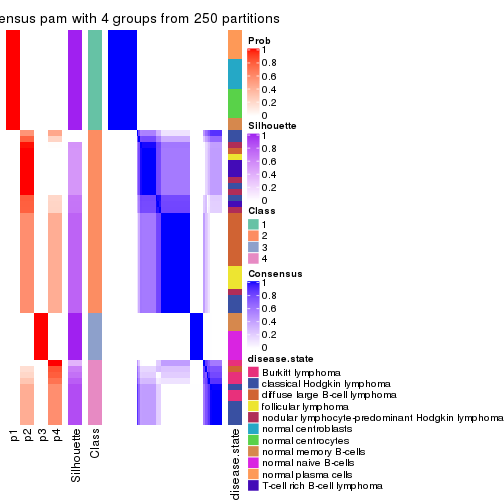 ensus pam with 4 groups from 250 partitions
Prob
1
0.8
0.6
0.4
0.2
0
Silhouette
1
0.8
0.6
0.4
0.2
0
Class
1
2
3
4
Consensus
1
0.8
0.6
0.4
0.2
0
disease.state
Burkitt lymphoma
classical Hodgkin lymphoma
diffuse large B-cell lymphoma
follicular lymphoma
nodular lymphocyte-predominant Hodgkin lymphoma
normal centroblasts
normal centrocytes
normal memory B-cells
normal naive B-cells
normal plasma cells
T-cell rich B-cell lymphoma
p1
p2
p3
p4
Silhouette
Class
disease.state